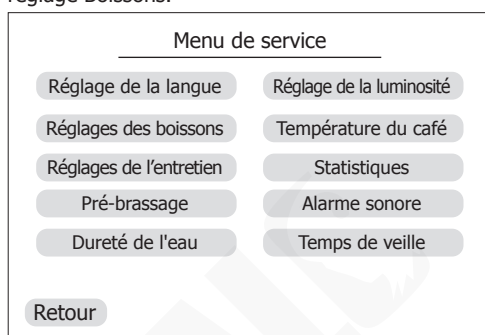 réglage Boissons.
Menu de service
Réglage de la langue
Réglage de la luminosité
Réglages des boissons
Température du café
Réglages de l'entretien
Statistiques
Pré-brassage
Alarme sonore
Dureté de l'eau
Temps de veille
Retour